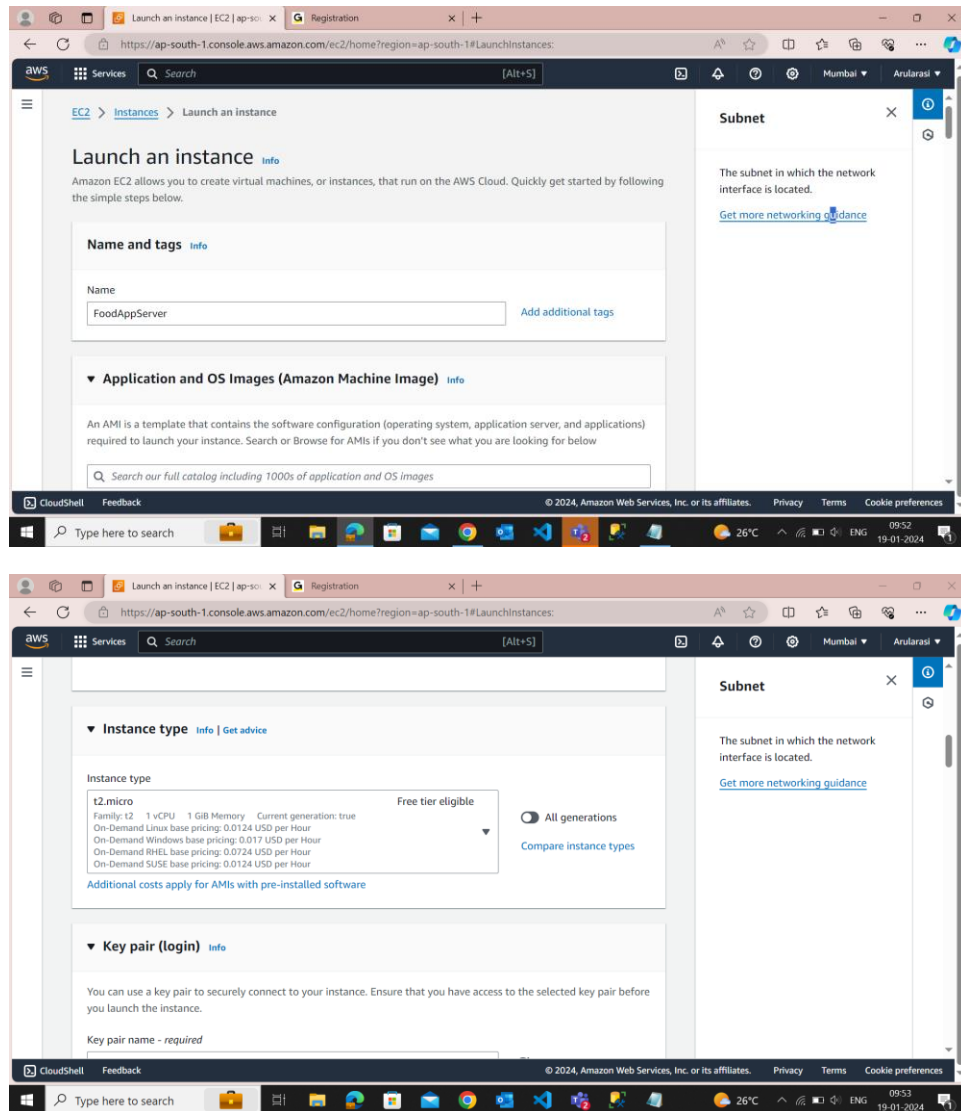 Launch an instance | EC2 | ap-sou
Registration
https://ap-south-1.console.aws.amazon.com/ec2/home?region=ap-south-1#LaunchInstances:
aws Services Search [Alt+S] Mumbai Arularasi
EC2 > Instances > Launch an instance
Launch an instance Info
Amazon EC2 allows you to create virtual machines, or instances, that run on the AWS Cloud. Quickly get started by following
the simple steps below.
Name and tags Info
Name
FoodAppServer
Add additional tags
Application and OS Images (Amazon Machine Image) Info
An AMI is a template that contains the software configuration (operating system, application server, and applications)
required to launch your instance. Search or Browse for AMIs if you don't see what you are looking for below
Search our full catalog including 1000s of application and OS images
Subnet
The subnet in which the network
interface is located.
Get more networking guidance
CloudShell Feedback © 2024, Amazon Web Services, Inc. or its affiliates. Privacy Terms Cookie preferences
Type here to search 26°C ENG 09:52
19-01-2024
Launch an instance | EC2 | ap-sou
Registration
https://ap-south-1.console.aws.amazon.com/ec2/home?region=ap-south-1#LaunchInstances:
aws Services Search [Alt+S] Mumbai Arularasi
Instance type Info | Get advice
Instance type
t2.micro Free tier eligible
Family: t2 1 vCPU 1 GiB Memory Current generation: true
On-Demand Linux base pricing: 0.0124 USD per Hour
On-Demand Windows base pricing: 0.017 USD per Hour
On-Demand RHEL base pricing: 0.0724 USD per Hour
On-Demand SUSE base pricing: 0.0124 USD per Hour
All generations
Compare instance types
Additional costs apply for AMIs with pre-installed software
Key pair (login) Info
You can use a key pair to securely connect to your instance. Ensure that you have access to the selected key pair before
you launch the instance.
Key pair name - required
Subnet
The subnet in which the network
interface is located.
Get more networking guidance
CloudShell Feedback © 2024, Amazon Web Services, Inc. or its affiliates. Privacy Terms Cookie preferences
Type here to search 26°C ENG 09:53
19-01-2024